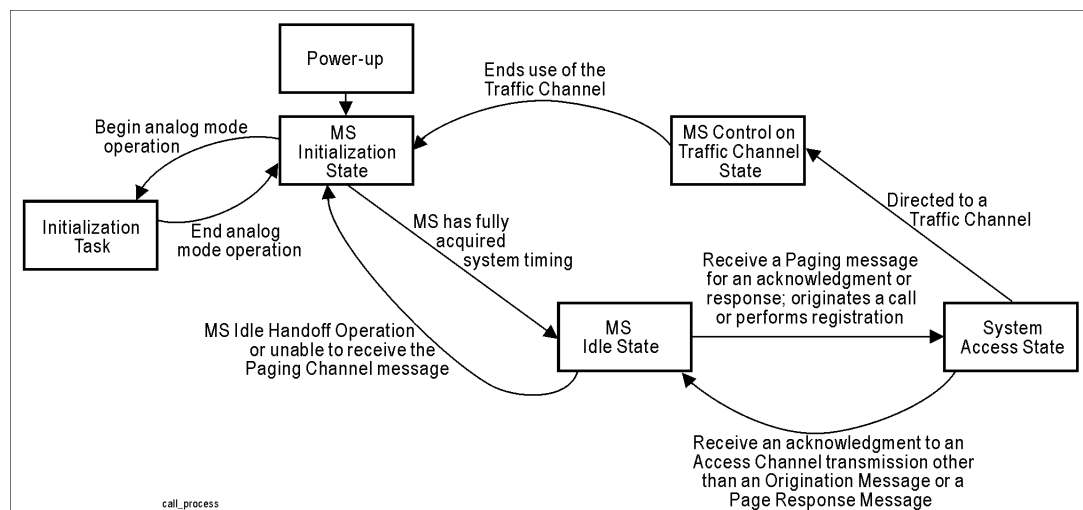 Power-up
Ends use of the
Traffic Channel
Begin analog mode
operation
MS
Initialization
State
MS Control on
Traffic Channel
State
Initialization
Task
End analog
mode operation
MS has fully
acquired
system timing
Directed to a
Traffic Channel
Receive a Paging message
for an acknowledgment or
response; originates a call
or performs registration
MS Idle Handoff Operation
or unable to receive the
Paging Channel message
MS
Idle State
System
Access State
Receive an acknowledgment to an
Access Channel transmission other
than an Origination Message or a
Page Response Message
call_process